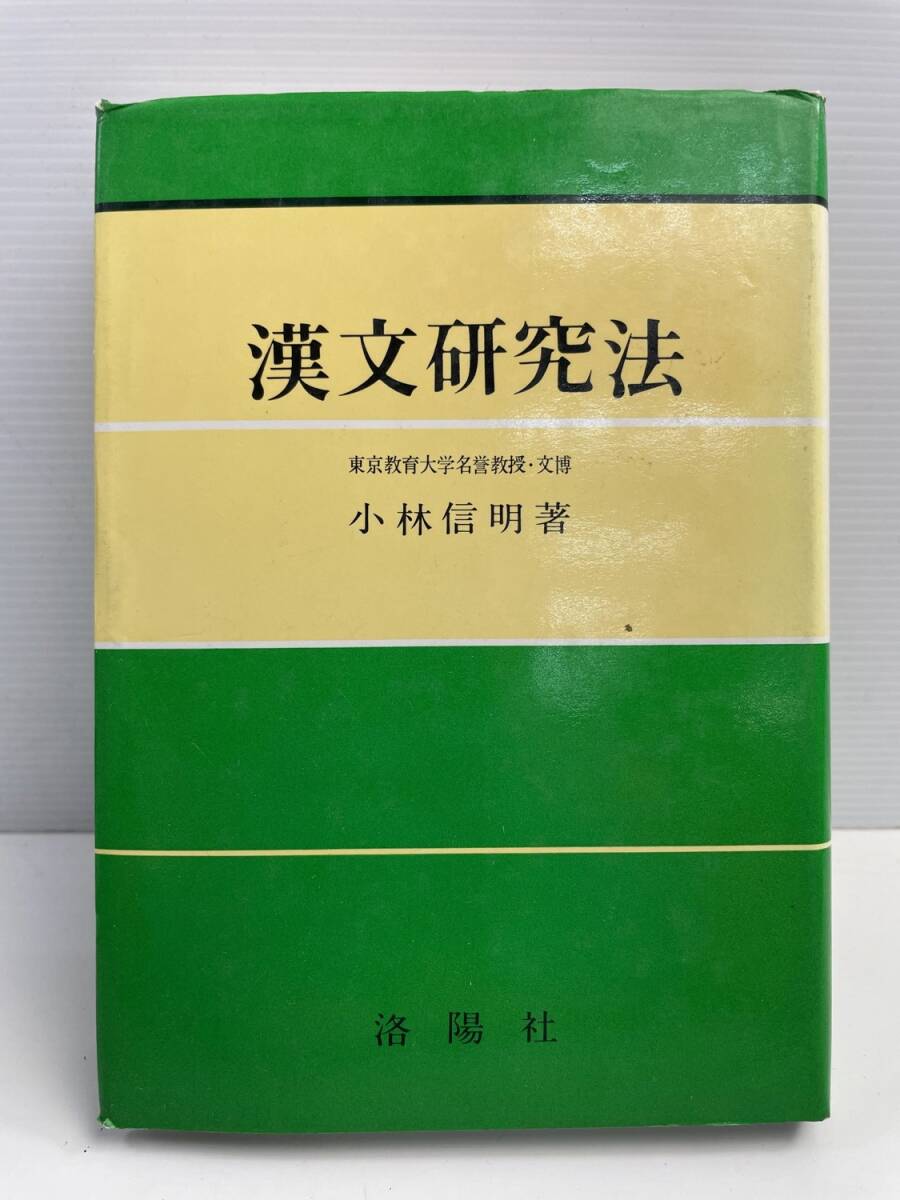 漢文研究法
東京教育大学名誉教授・文博
小林信明著
洛陽社